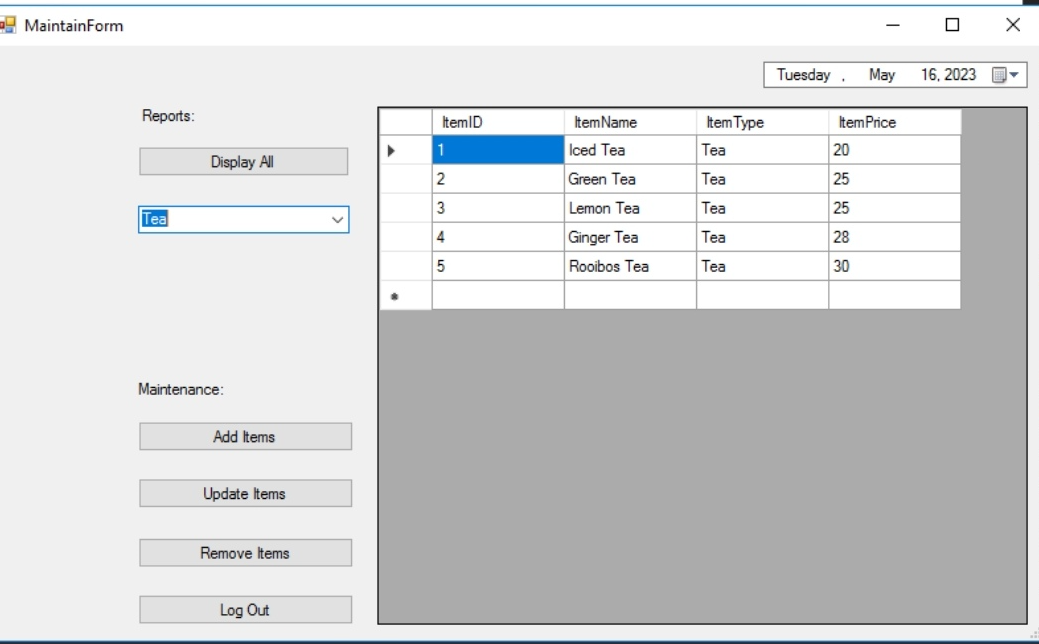 MaintainForm
Tuesday , May 16, 2023
Reports:
Display All
Tea
ItemID ItemName ItemType ItemPrice
1 Iced Tea Tea 20
2 Green Tea Tea 25
3 Lemon Tea Tea 25
4 Ginger Tea Tea 28
5 Rooibos Tea Tea 30
Maintenance:
Add Items
Update Items
Remove Items
Log Out